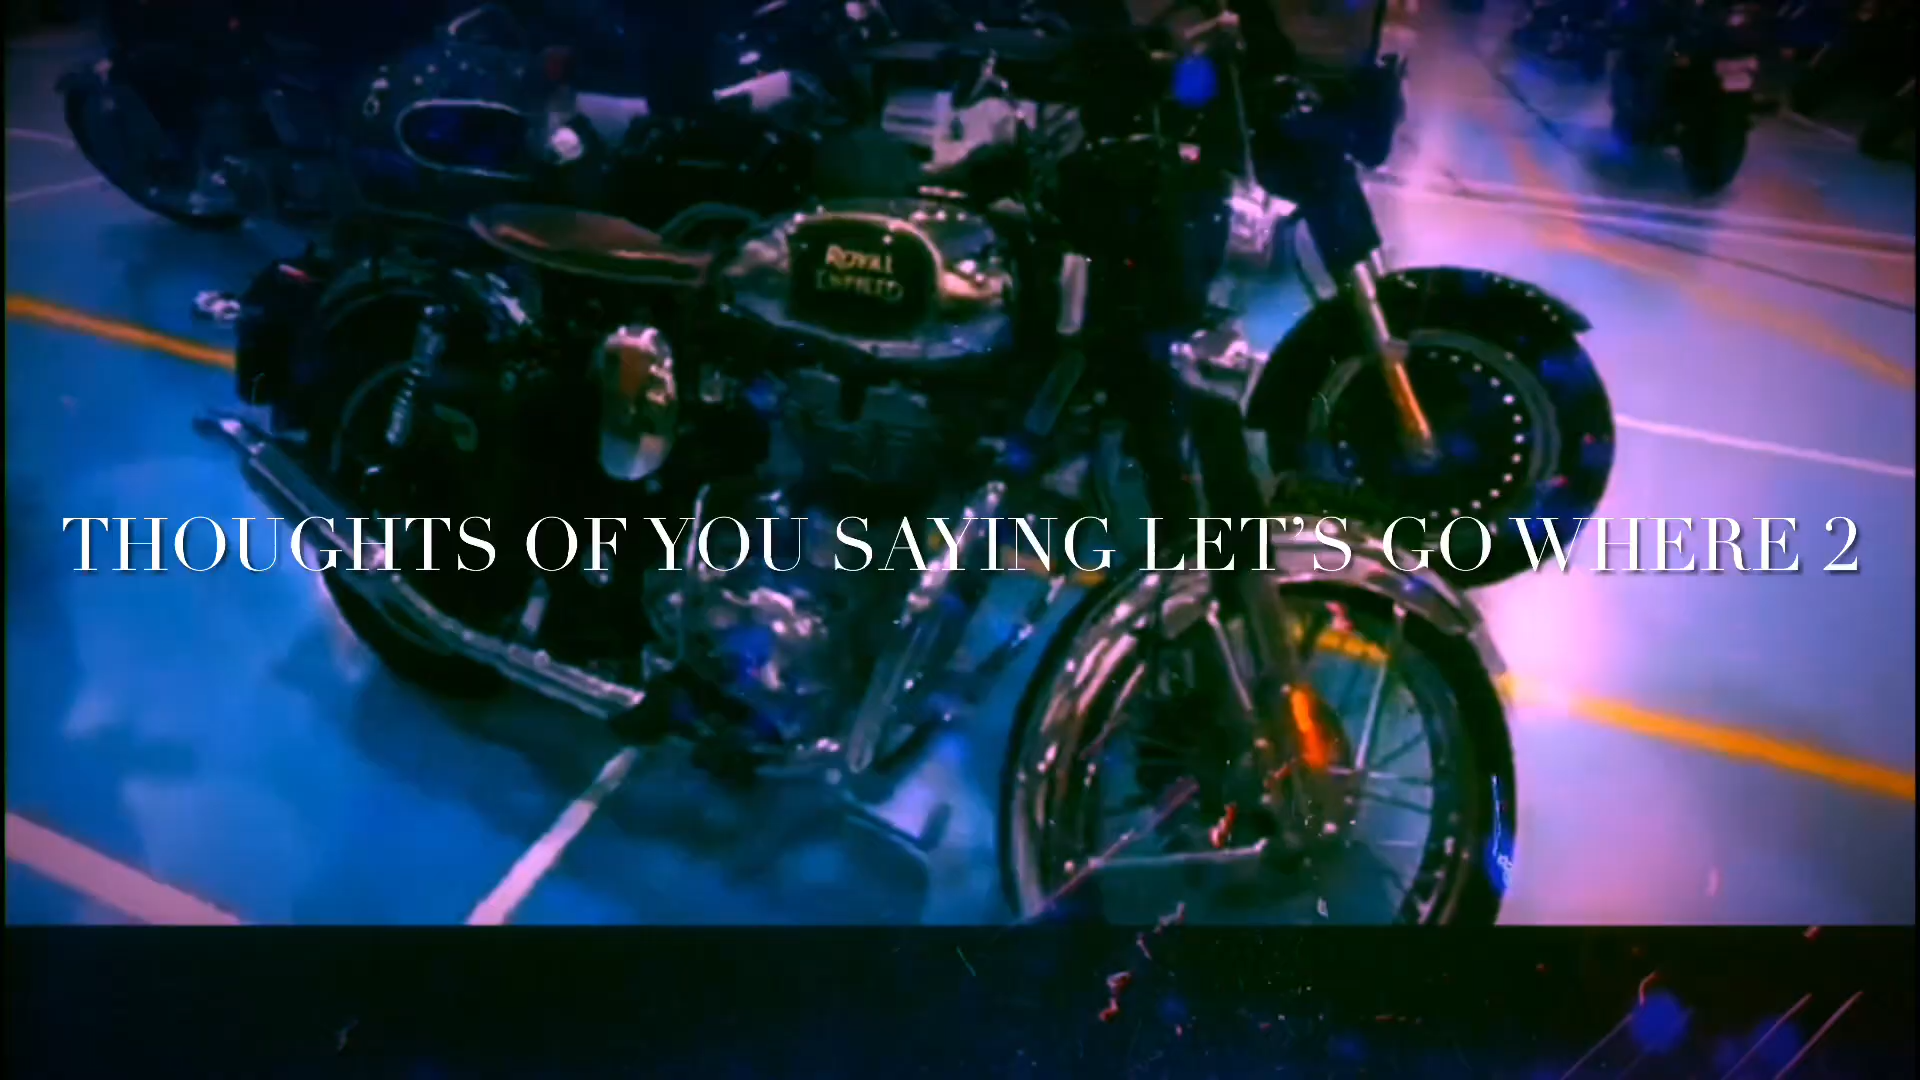 ROYAL
ENFIELD
THOUGHTS OF YOU SAYING LET’S GO WHERE 2